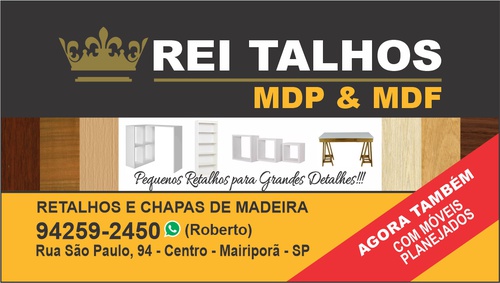 REI TALHOS
MDP & MDF
Pequenos Retalhos para Grandes Detalhes!!!
RETALHOS E CHAPAS DE MADEIRA
94259-2450 (Roberto)
Rua São Paulo, 94 - Centro - Mairiporã - SP
AGORA TAMBÉM
COM MÓVEIS
PLANEJADOS